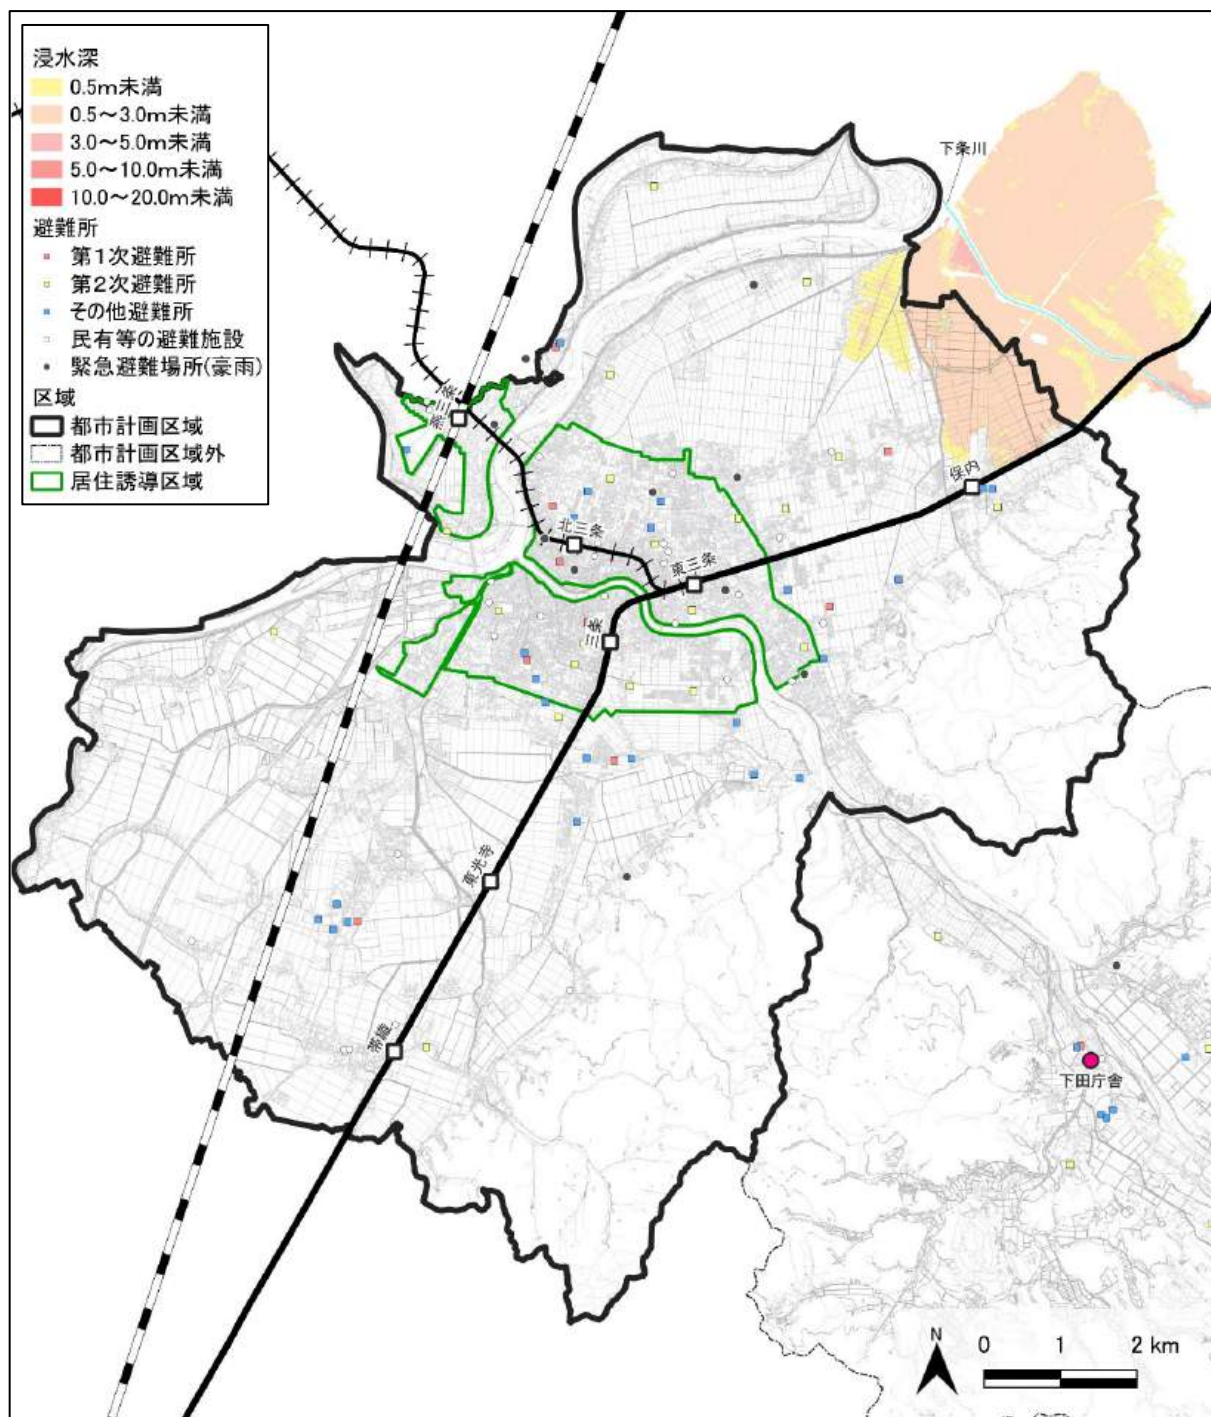 浸水深
0.5m未満
0.5～3.0m未満
3.0～5.0m未満
5.0～10.0m未満
10.0～20.0m未満
避難所
第1次避難所
第2次避難所
その他避難所
民有等の避難施設
緊急避難場所(豪雨)
区域
都市計画区域
都市計画区域外
居住誘導区域
下条川
燕三条
保内
北三条
東三条
三条
東光寺
帯織
下田庁舎
N
0 1 2 km